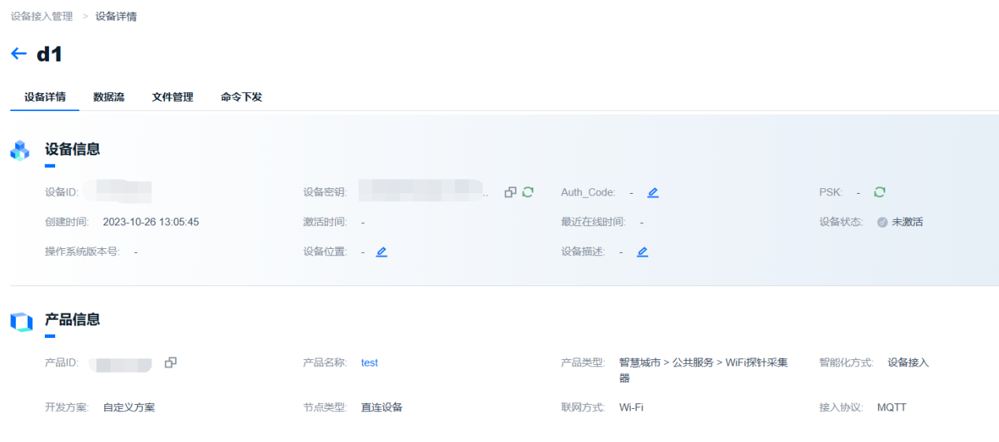 设备接入管理 > 设备详情
d1
设备详情 数据流 文件管理 命令下发
设备信息
设备ID: 设备密钥: .. Auth_Code: - PSK: -
创建时间: 2023-10-26 13:05:45 激活时间: - 最近在线时间: - 设备状态: 未激活
操作系统版本号: - 设备位置: - 设备描述: -
产品信息
产品ID: 产品名称: test 产品类型: 智慧城市 > 公共服务 > WiFi探针采集 智能化方式: 设备接入
器
开发方案: 自定义方案 节点类型: 直连设备 联网方式: Wi-Fi 接入协议: MQTT